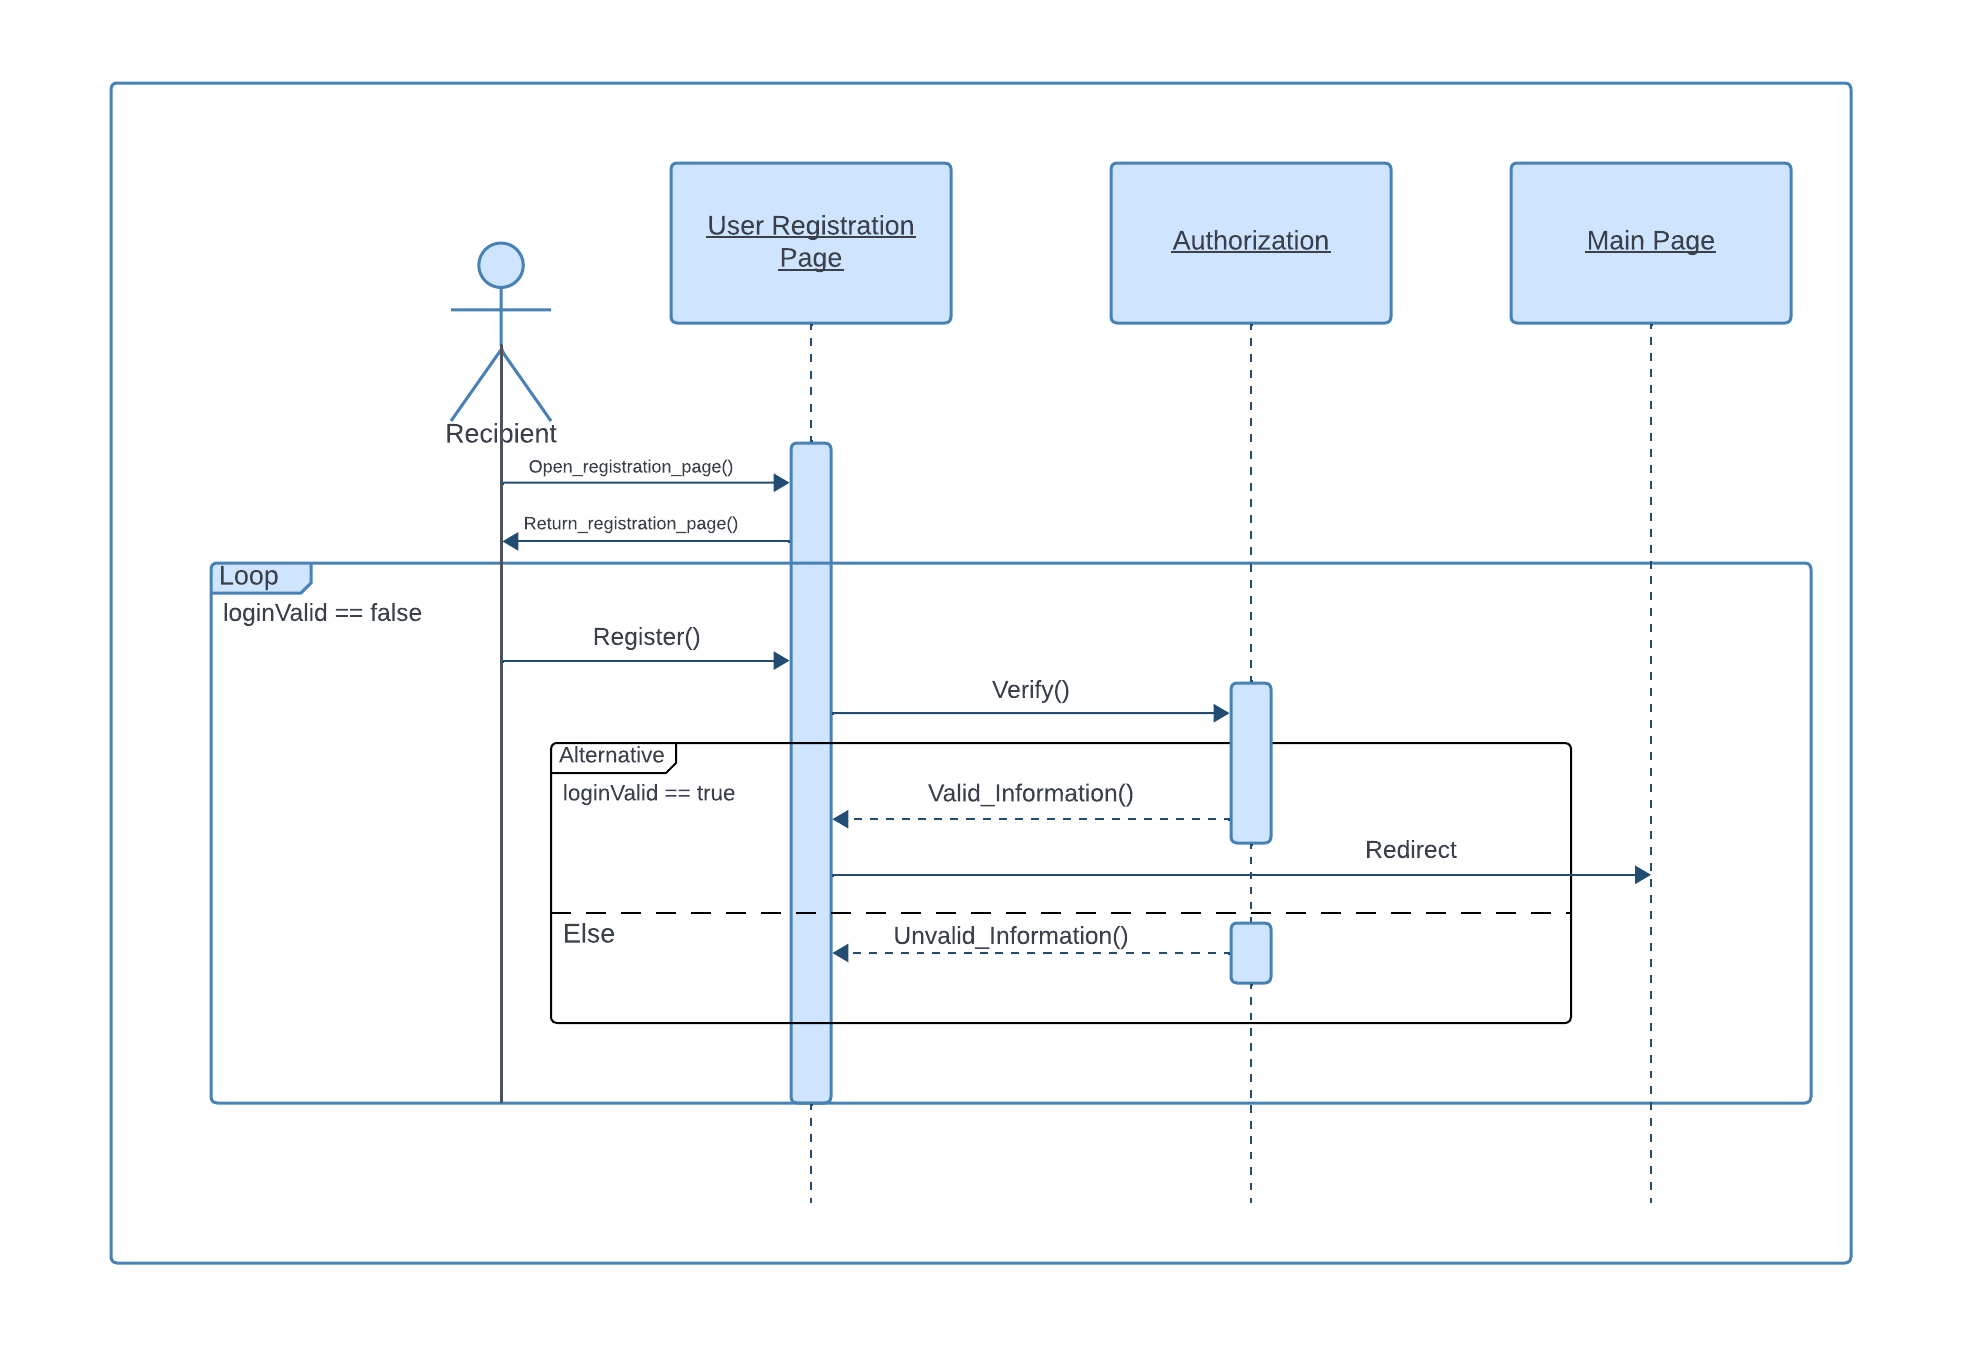 User Registration
Page
Authorization
Main Page
Recipient
Open_registration_page()
Return_registration_page()
Loop
loginValid == false
Register()
Verify()
Alternative
loginValid == true
Valid_Information()
Redirect
Else
Unvalid_Information()